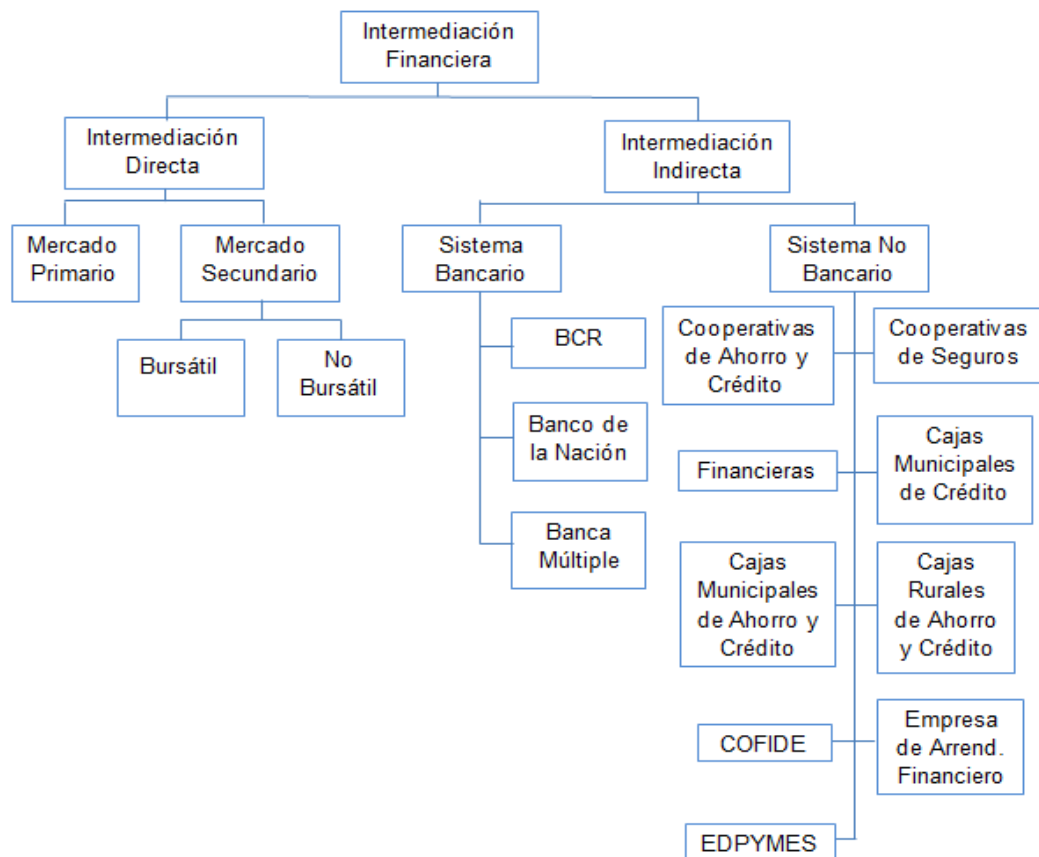 Intermediación
Financiera
Intermediación
Directa
Intermediación
Indirecta
Mercado
Primario
Mercado
Secundario
Sistema
Bancario
Sistema No
Bancario
Bursátil
No
Bursátil
BCR
Banco de
la Nación
Banca
Múltiple
Cooperativas
de Ahorro y
Crédito
Cooperativas
de Seguros
Financieras
Cajas
Municipales
de Crédito
Cajas
Municipales
de Ahorro y
Crédito
Cajas
Rurales
de Ahorro
y Crédito
COFIDE
Empresa
de Arrend.
Financiero
EDPYMES